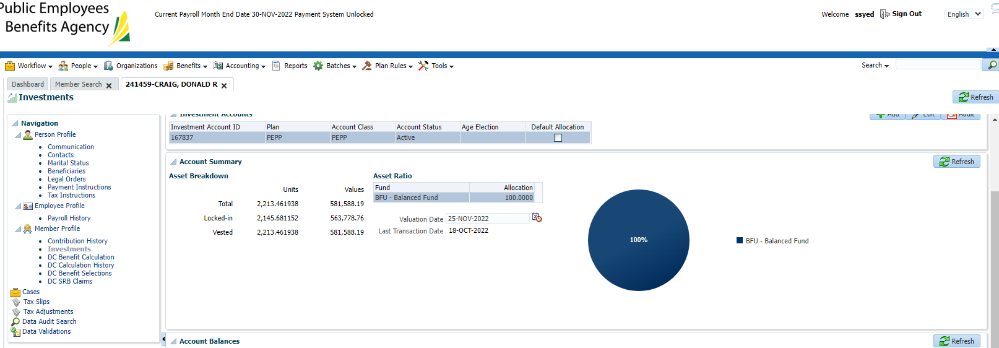 Public Employees
Benefits Agency
Current Payroll Month End Date 30-NOV-2022 Payment System Unlocked
Welcome ssyed Sign Out English
Workflow People Organizations Benefits Accounting Reports Batches Plan Rules Tools Search
Dashboard Member Search 241459-CRAIG, DONALD R
Investments Refresh
Navigation
Person Profile
Communication
Contacts
Marital Status
Beneficiaries
Legal Orders
Payment Instructions
Tax Instructions
Employee Profile
Payroll History
Member Profile
Contribution History
Investments
DC Benefit Calculation
DC Calculation History
DC Benefit Selections
DC SRB Claims
Cases
Tax Slips
Tax Adjustments
Data Audit Search
Data Validations
Investment Accounts Add Edit Audit
Investment Account ID Plan Account Class Account Status Age Election Default Allocation
167837 PEPP PEPP Active
Account Summary Refresh
Asset Breakdown
Units Values
Total 2,213.461938 581,588.19
Locked-in 2,145.681152 563,778.76
Vested 2,213.461938 581,588.19
Asset Ratio
Fund Allocation
BFU - Balanced Fund 100.0000
Valuation Date 25-NOV-2022
Last Transaction Date 18-OCT-2022
100%
BFU - Balanced Fund
Account Balances Refresh